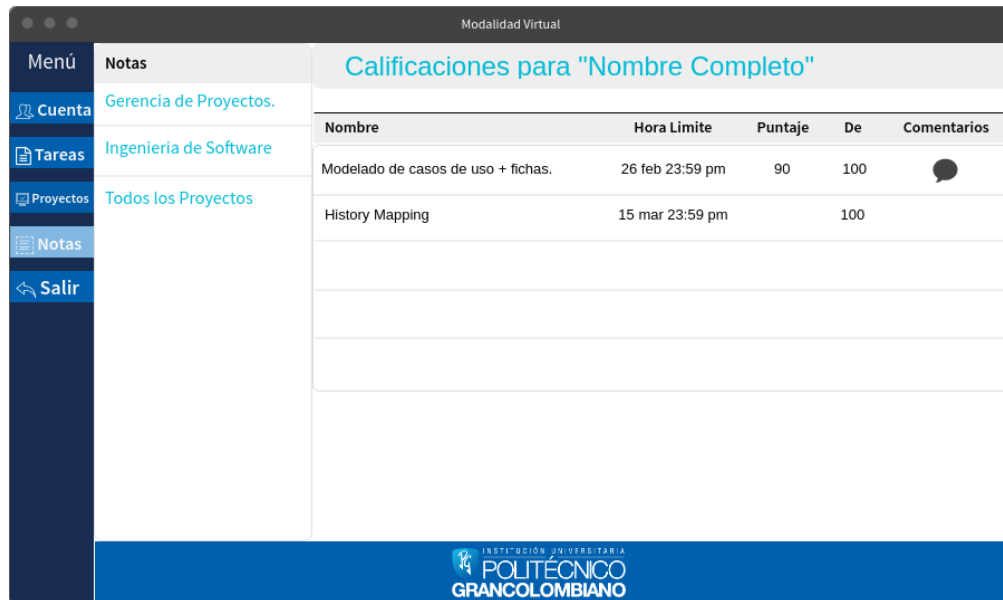 Modalidad Virtual
Menú
Cuenta
Tareas
Proyectos
Notas
Salir
Notas
Gerencia de Proyectos.
Ingenieria de Software
Todos los Proyectos
Calificaciones para "Nombre Completo"
Nombre Hora Limite Puntaje De Comentarios
Modelado de casos de uso + fichas. 26 feb 23:59 pm 90 100
History Mapping 15 mar 23:59 pm 100
INSTITUCIÓN UNIVERSITARIA
POLITÉCNICO
GRANCOLOMBIANO